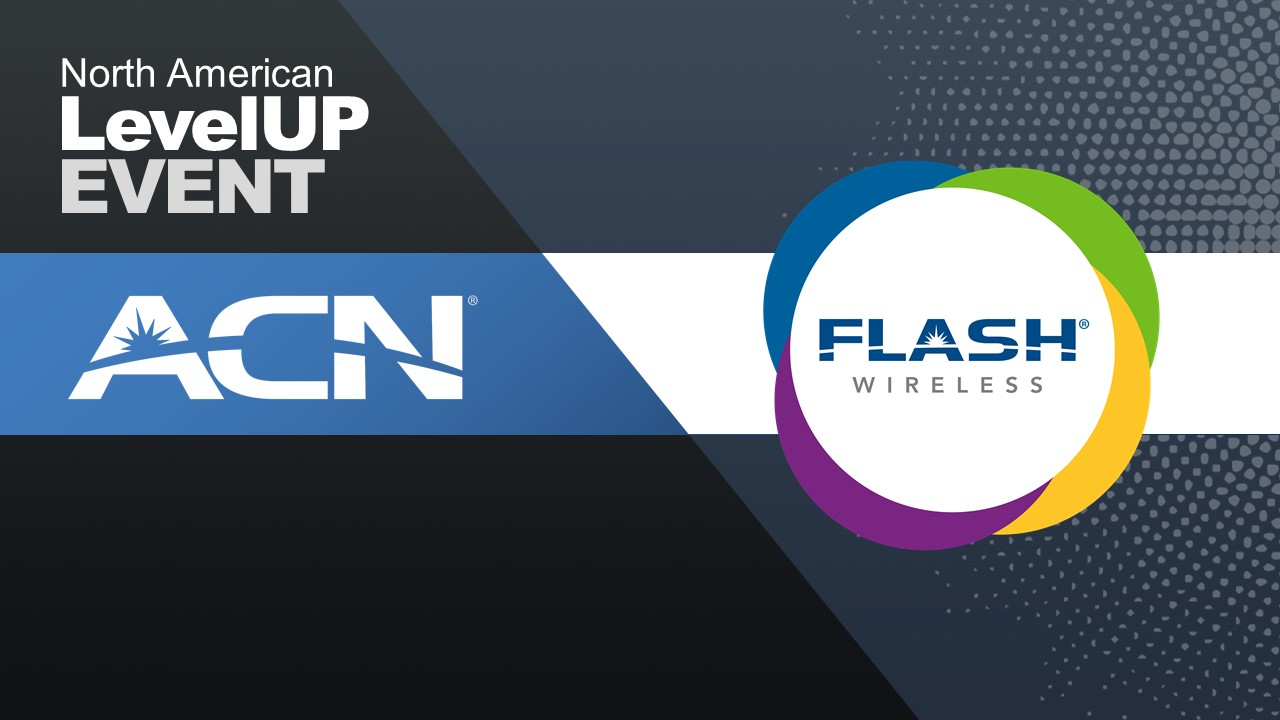 North American
LevelUP
EVENT
ACN®
FLASH®
WIRELESS